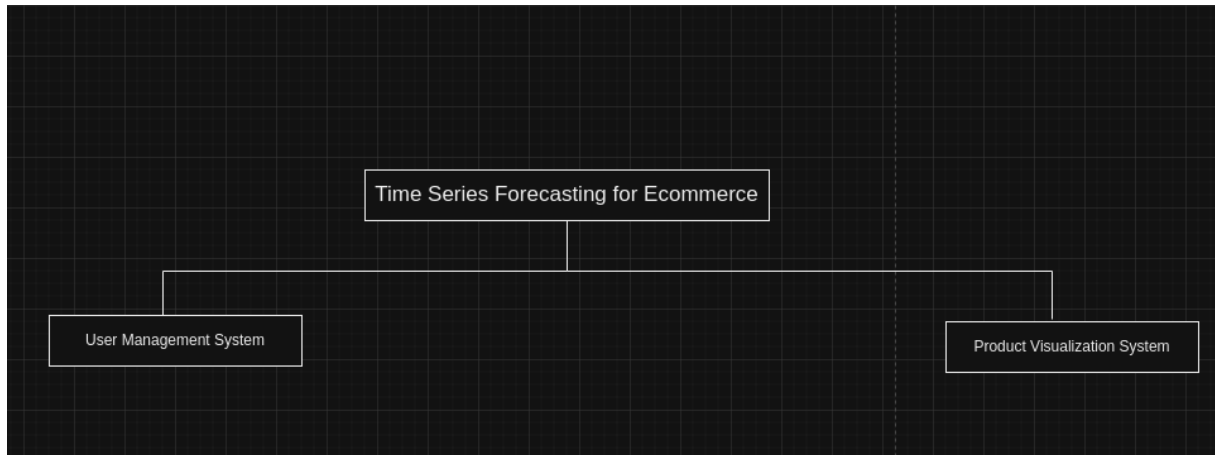 Time Series Forecasting for Ecommerce
User Management System
Product Visualization System